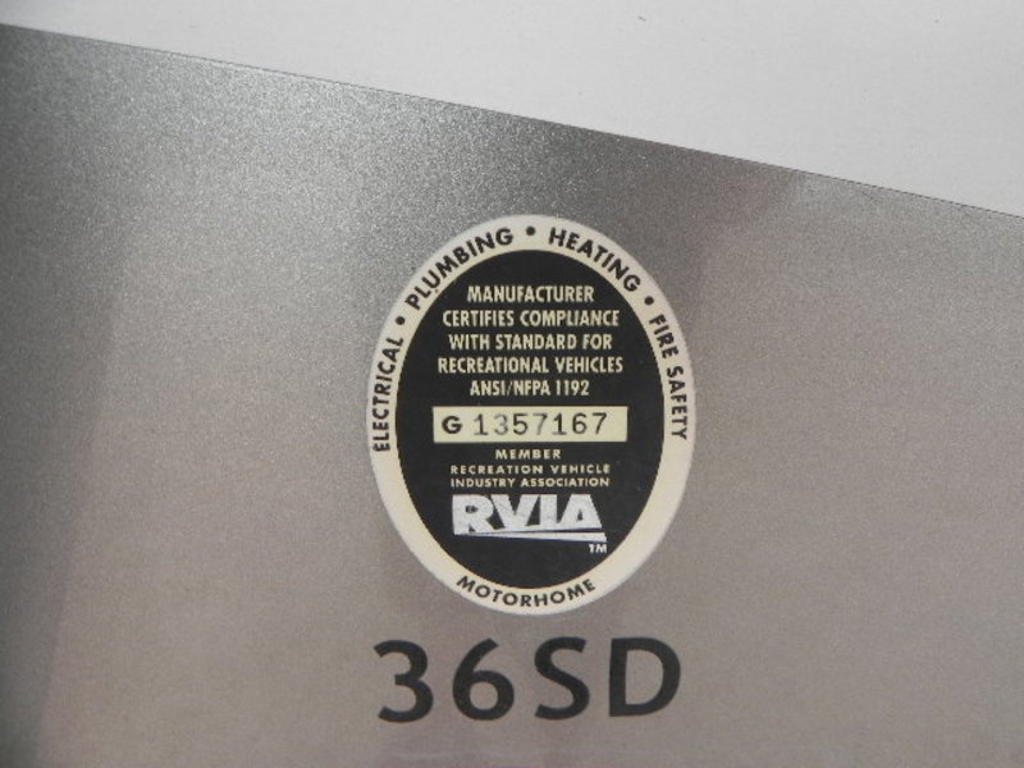 ELECTRICAL • PLUMBING • HEATING • FIRE SAFETY
MANUFACTURER
CERTIFIES COMPLIANCE
WITH STANDARD FOR
RECREATIONAL VEHICLES
ANSI/NFPA 1192
G 1357167
MEMBER
RECREATION VEHICLE
INDUSTRY ASSOCIATION
RVIA
TM
MOTORHOME
36SD